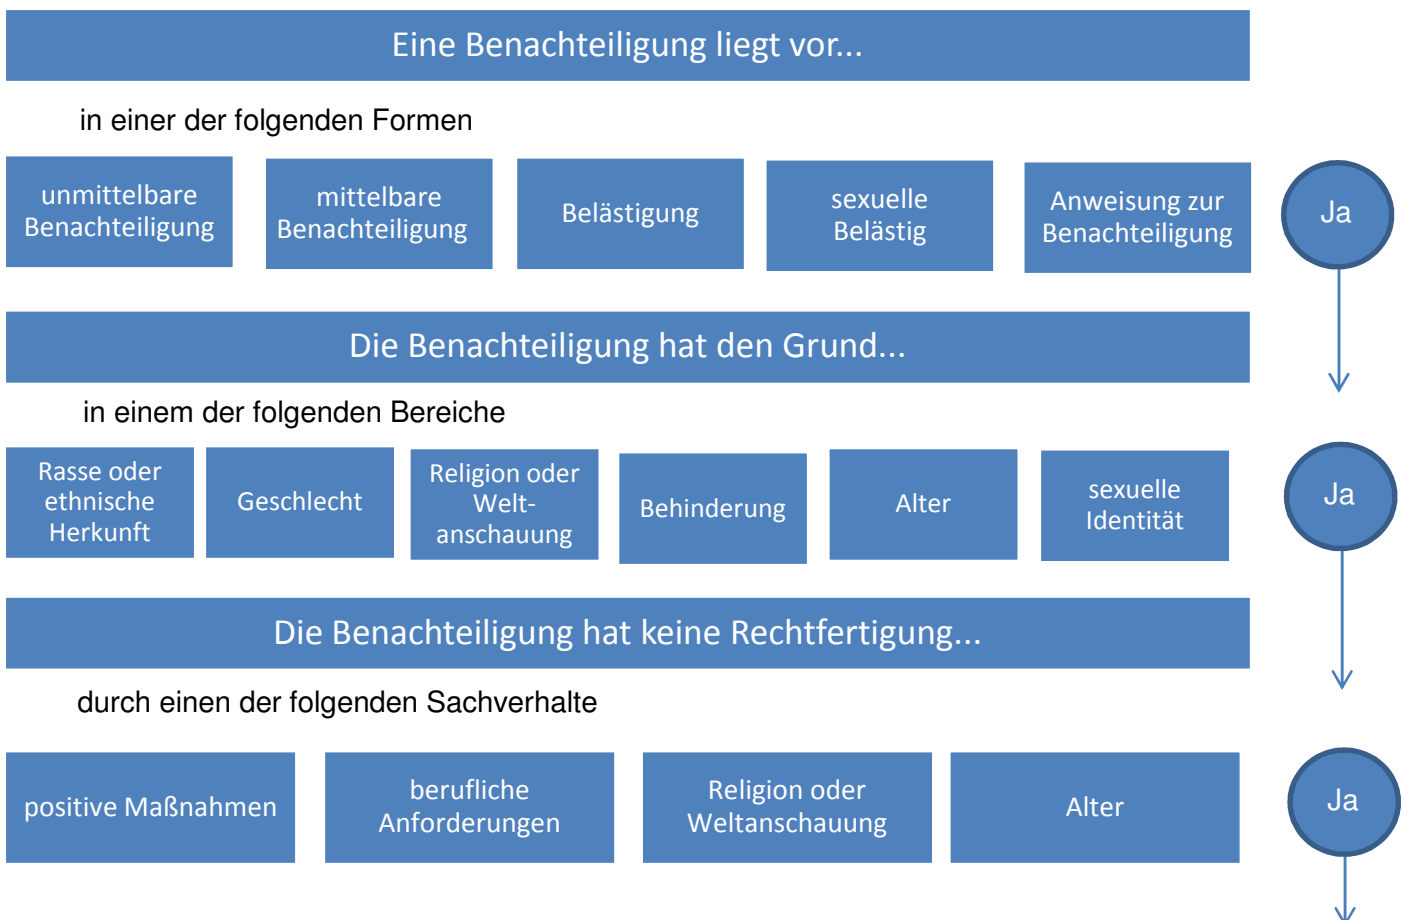 Eine Benachteiligung liegt vor...
in einer der folgenden Formen
unmittelbare
Benachteiligung
mittelbare
Benachteiligung
Belästigung
sexuelle
Belästig
Anweisung zur
Benachteiligung
Ja
Die Benachteiligung hat den Grund...
in einem der folgenden Bereiche
Rasse oder
ethnische
Herkunft
Geschlecht
Religion oder
Welt-
anschauung
Behinderung
Alter
sexuelle
Identität
Ja
Die Benachteiligung hat keine Rechtfertigung...
durch einen der folgenden Sachverhalte
positive Maßnahmen
berufliche
Anforderungen
Religion oder
Weltanschauung
Alter
Ja